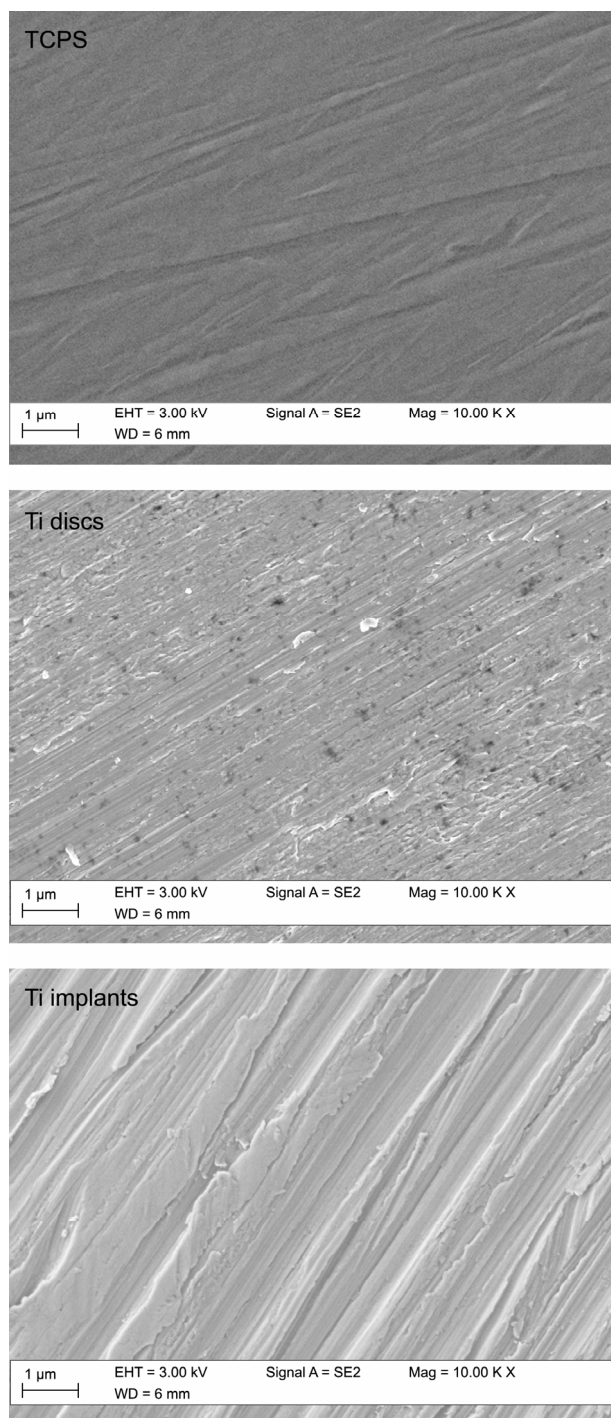 TCPS
1 µm EHT = 3.00 kV Signal A = SE2 Mag = 10.00 K X
WD = 6 mm
Ti discs
1 µm EHT = 3.00 kV Signal A = SE2 Mag = 10.00 K X
WD = 6 mm
Ti implants
1 µm EHT = 3.00 kV Signal A = SE2 Mag = 10.00 K X
WD = 6 mm